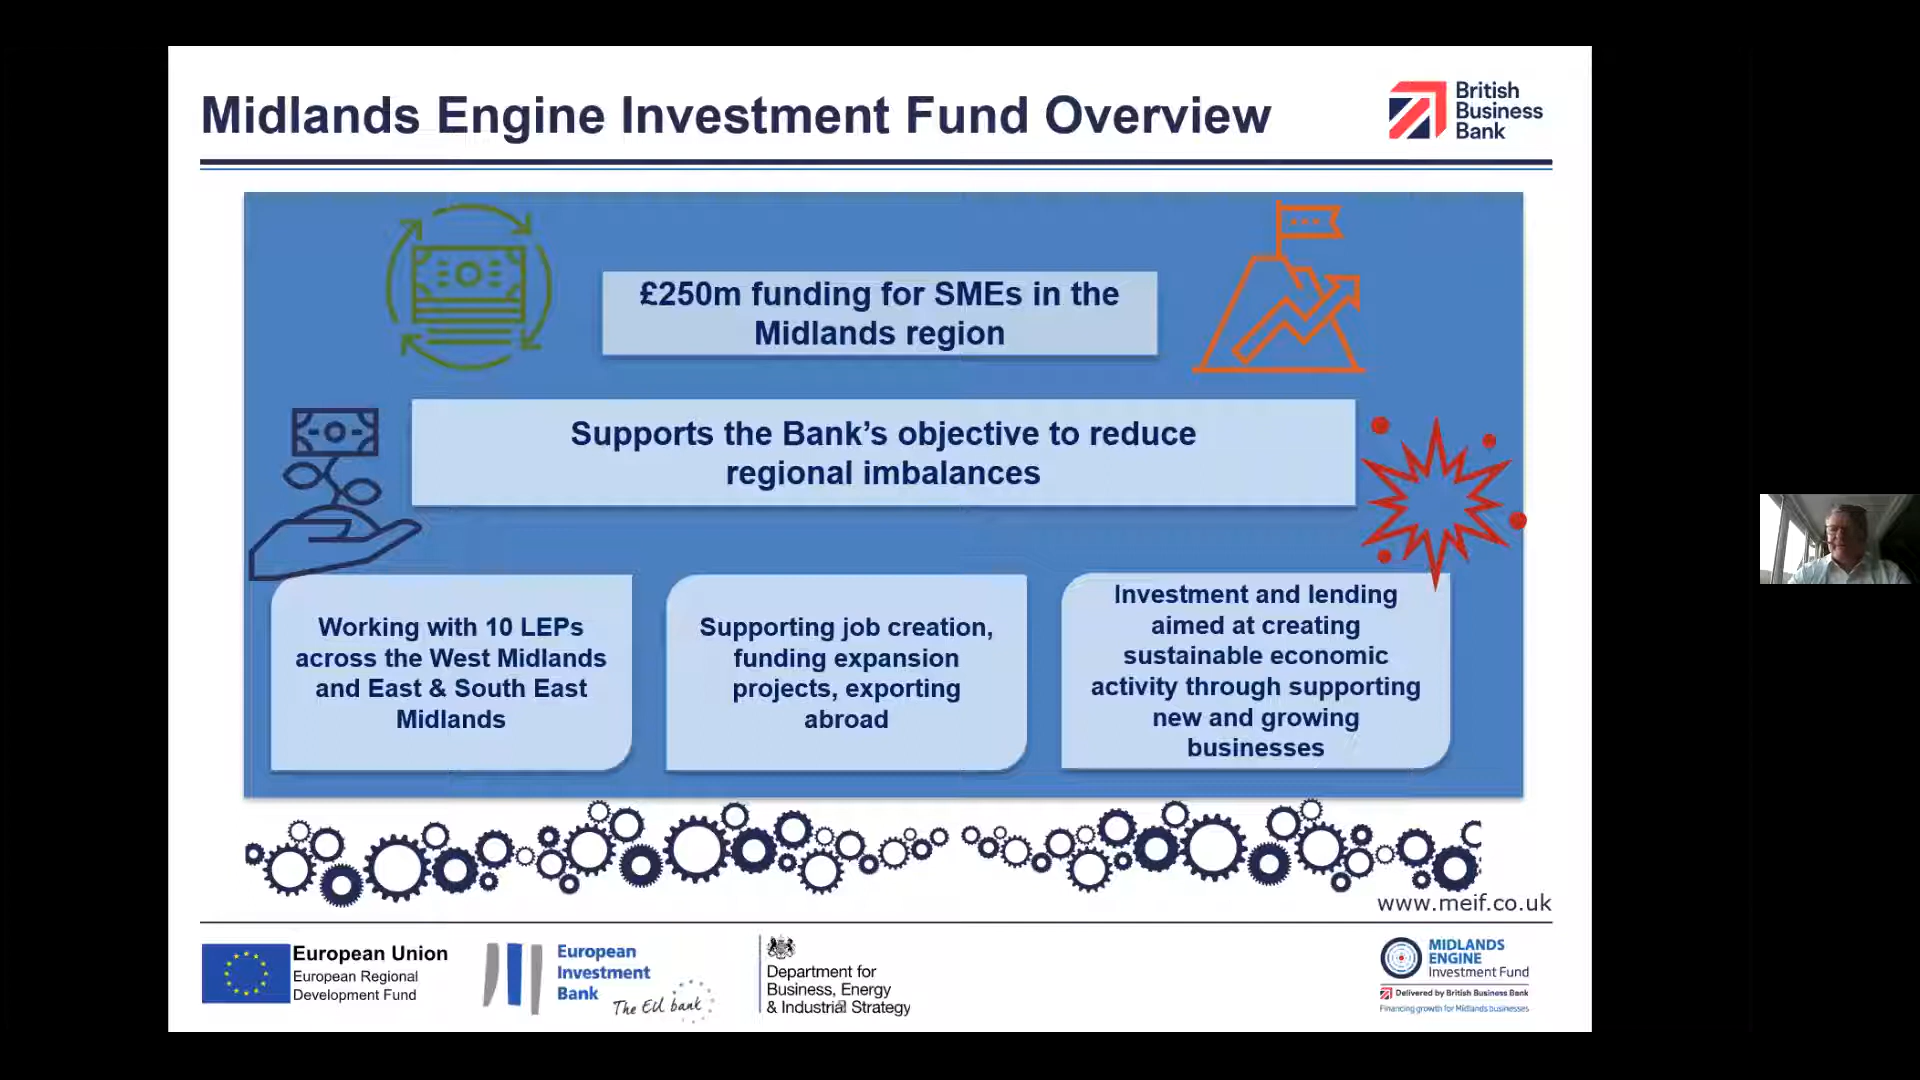 Midlands Engine Investment Fund Overview
British
Business
Bank
£250m funding for SMEs in the
Midlands region
Supports the Bank’s objective to reduce
regional imbalances
Working with 10 LEPs
across the West Midlands
and East & South East
Midlands
Supporting job creation,
funding expansion
projects, exporting
abroad
Investment and lending
aimed at creating
sustainable economic
activity through supporting
new and growing
businesses
www.meif.co.uk
European Union
European Regional
Development Fund
European
Investment
Bank
The EU bank
Department for
Business, Energy
& Industrial Strategy
MIDLANDS
ENGINE
Investment Fund
Delivered by British Business Bank
Financing growth for Midlands businesses